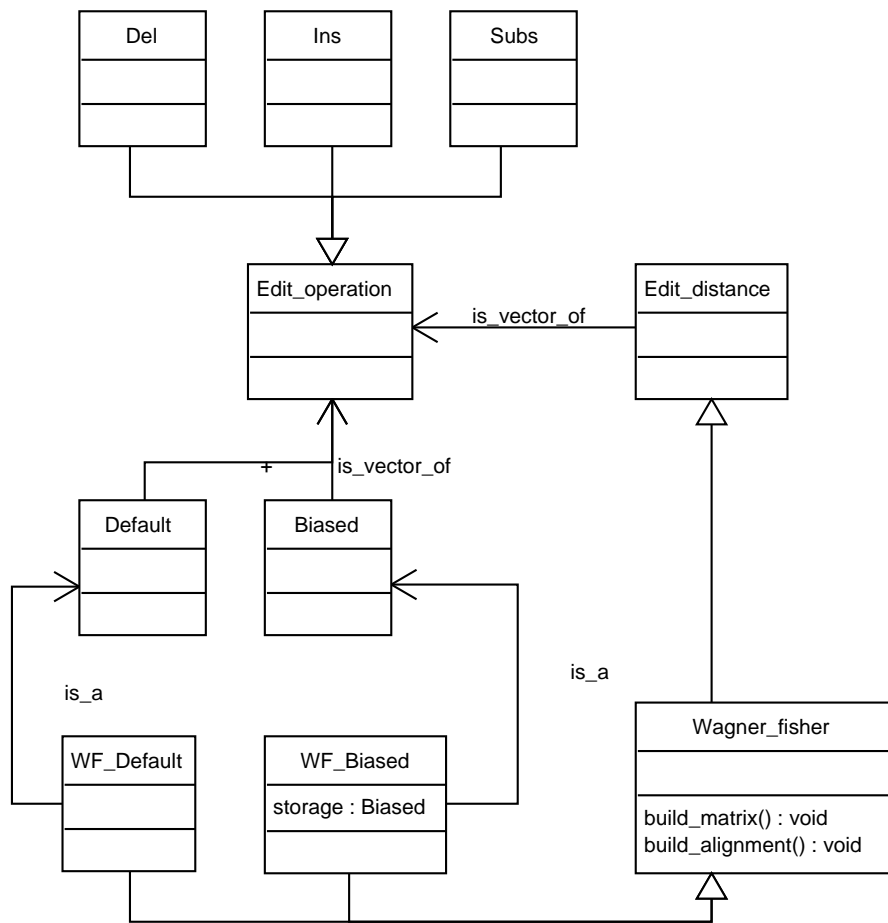 Del
Ins
Subs
Edit_operation
Edit_distance
is_vector_of
+
is_vector_of
Default
Biased
is_a
is_a
WF_Default
WF_Biased
storage : Biased
Wagner_fisher
build_matrix() : void
build_alignment() : void